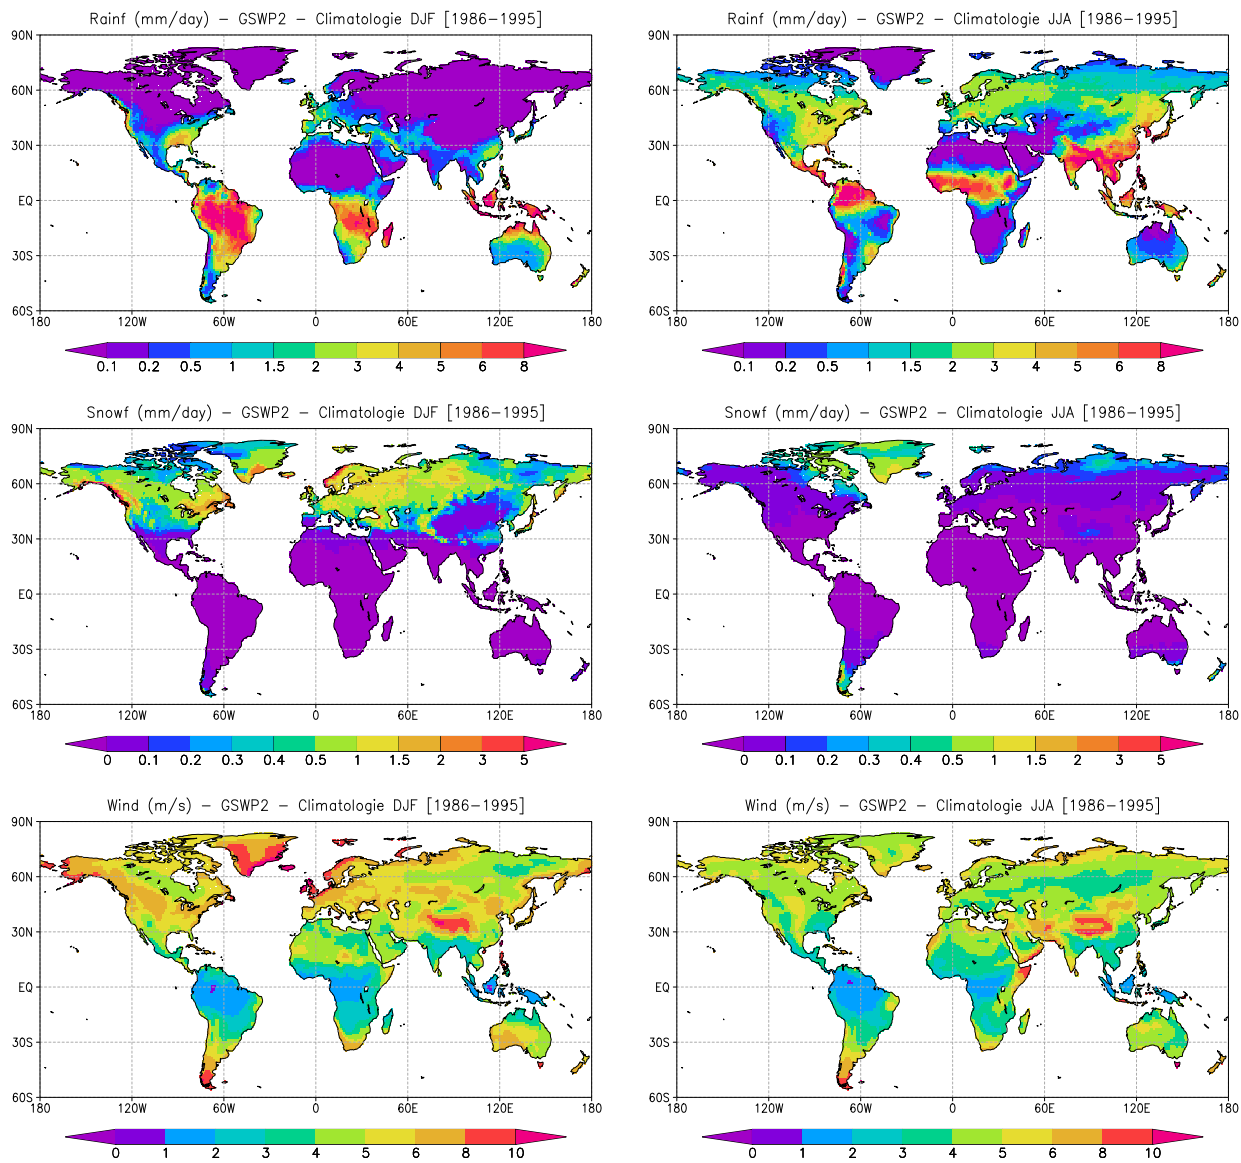 Rainf (mm/day) – GSWP2 – Climatologie DJF [1986–1995]
90N
60N
30N
EQ
30S
60S
180 120W 60W 0 60E 120E 180
0.1 0.2 0.5 1 1.5 2 3 4 5 6 8
Rainf (mm/day) – GSWP2 – Climatologie JJA [1986–1995]
90N
60N
30N
EQ
30S
60S
180 120W 60W 0 60E 120E 180
0.1 0.2 0.5 1 1.5 2 3 4 5 6 8
Snowf (mm/day) – GSWP2 – Climatologie DJF [1986–1995]
90N
60N
30N
EQ
30S
60S
180 120W 60W 0 60E 120E 180
0 0.1 0.2 0.3 0.4 0.5 1 1.5 2 3 5
Snowf (mm/day) – GSWP2 – Climatologie JJA [1986–1995]
90N
60N
30N
EQ
30S
60S
180 120W 60W 0 60E 120E 180
0 0.1 0.2 0.3 0.4 0.5 1 1.5 2 3 5
Wind (m/s) – GSWP2 – Climatologie DJF [1986–1995]
90N
60N
30N
EQ
30S
60S
180 120W 60W 0 60E 120E 180
0 1 2 3 4 5 6 8 10
Wind (m/s) – GSWP2 – Climatologie JJA [1986–1995]
90N
60N
30N
EQ
30S
60S
180 120W 60W 0 60E 120E 180
0 1 2 3 4 5 6 8 10